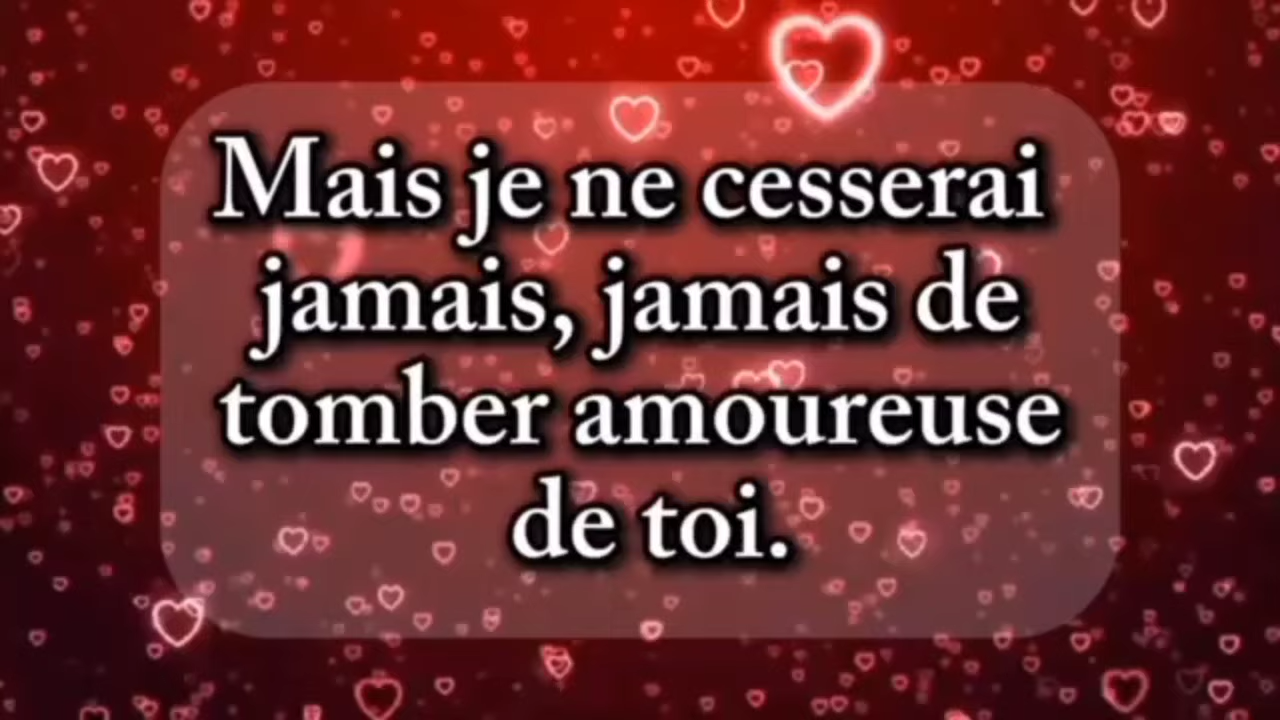 Mais je ne cesserai
jamais, jamais de
tomber amoureuse
de toi.